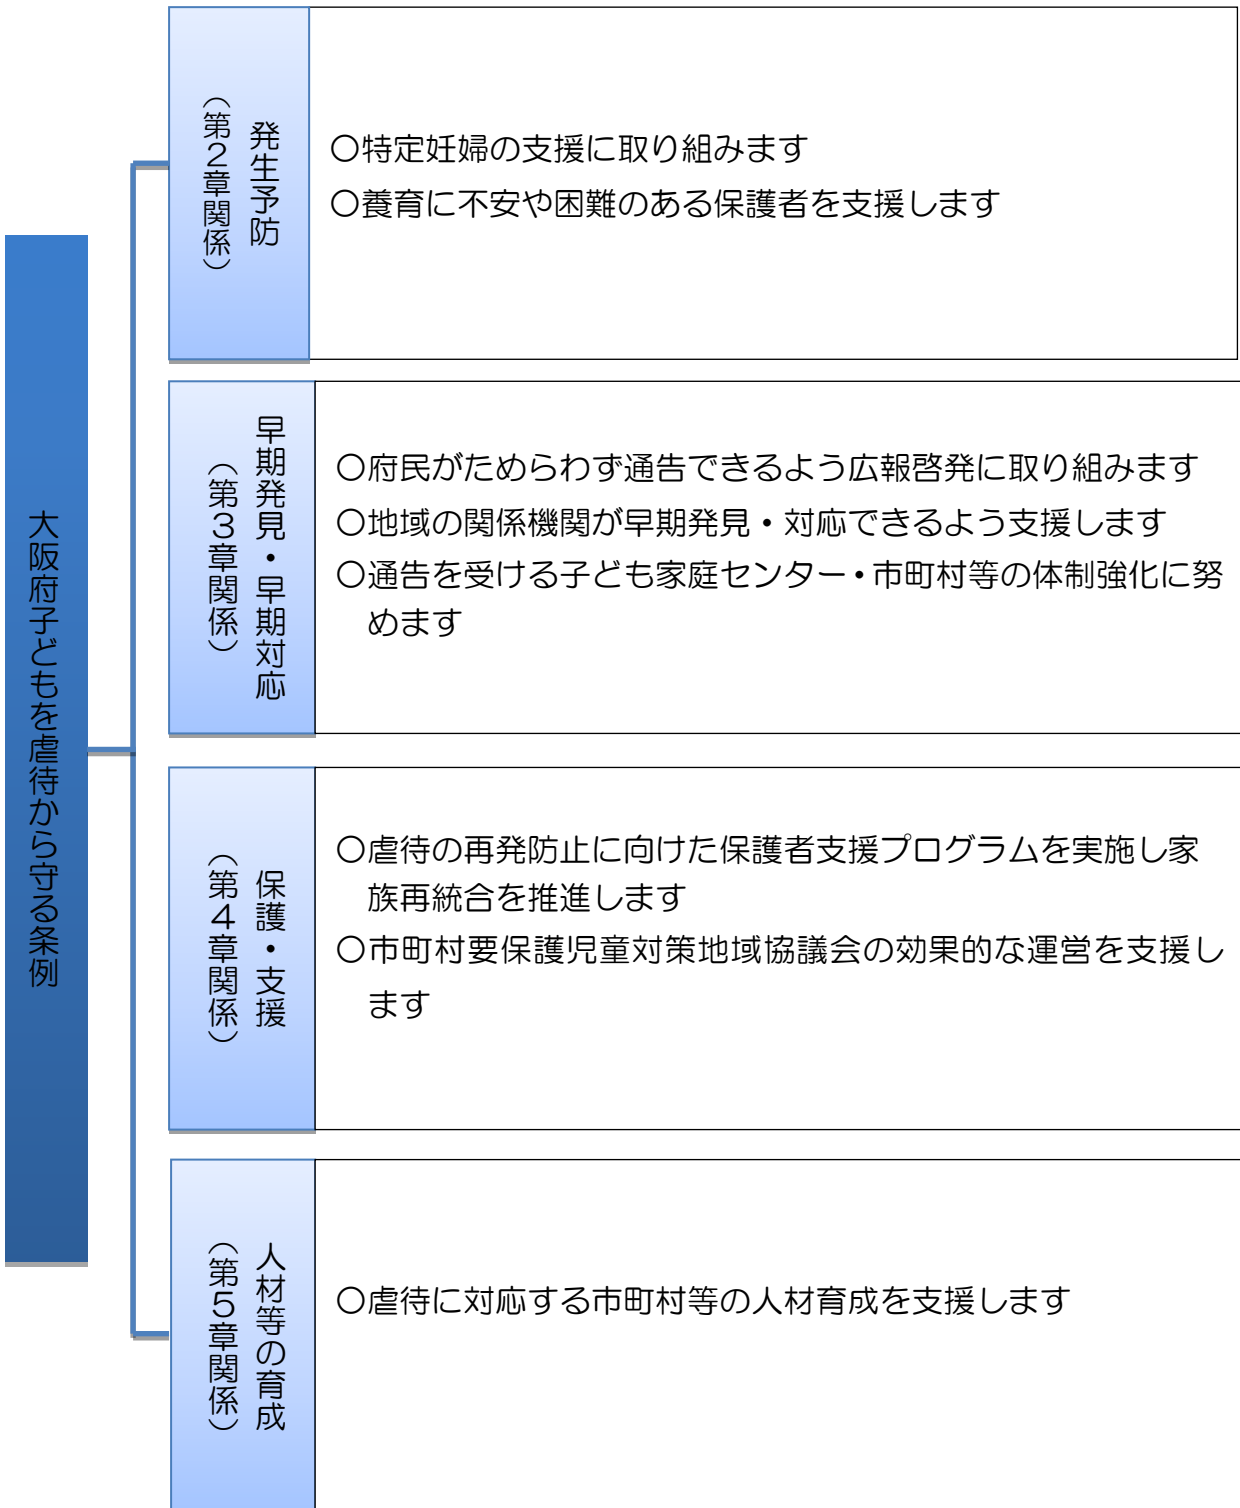 大阪府子どもを虐待から守る条例
発生予防
（第２章関係）
〇特定妊婦の支援に取り組みます
〇養育に不安や困難のある保護者を支援します
早期発見・早期対応
（第３章関係）
〇府民がためらわず通告できるよう広報啓発に取り組みます
〇地域の関係機関が早期発見・対応できるよう支援します
〇通告を受ける子ども家庭センター・市町村等の体制強化に努
めます
保護・支援
（第４章関係）
〇虐待の再発防止に向けた保護者支援プログラムを実施し家
族再統合を推進します
〇市町村要保護児童対策地域協議会の効果的な運営を支援し
ます
人材等の育成
（第５章関係）
〇虐待に対応する市町村等の人材育成を支援します